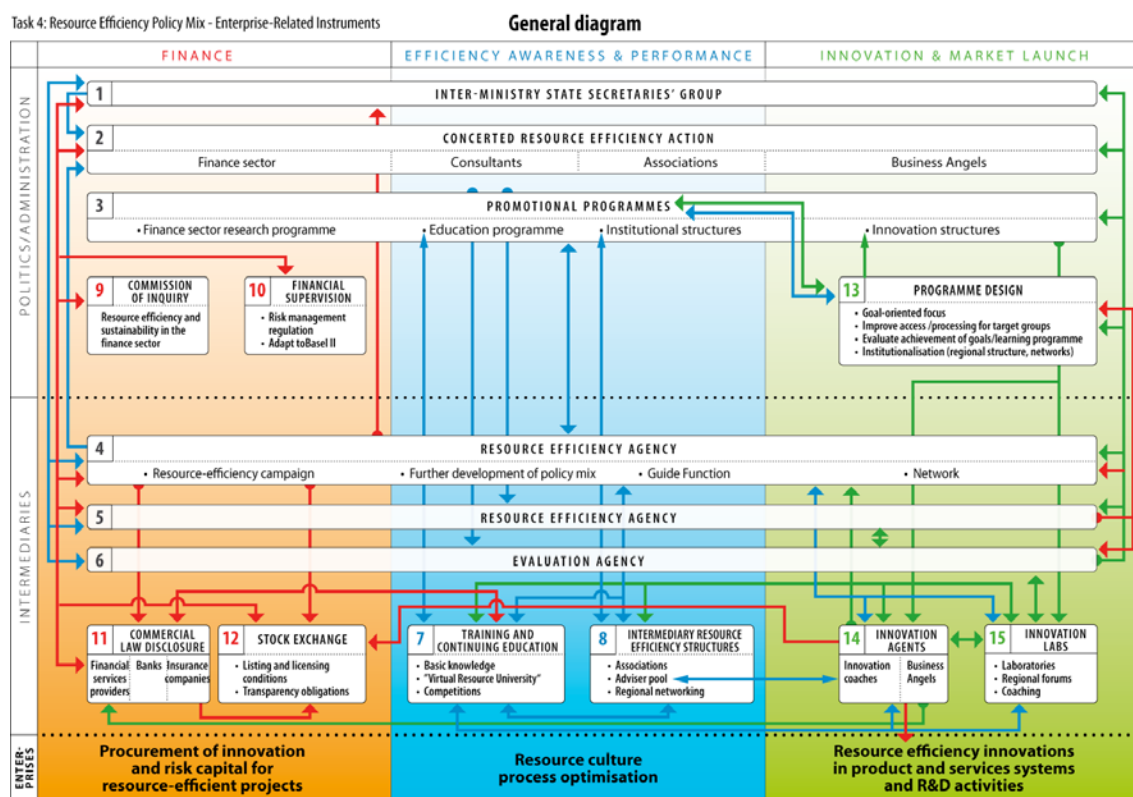 Task 4: Resource Efficiency Policy Mix - Enterprise-Related Instruments
General diagram
FINANCE
EFFICIENCY AWARENESS & PERFORMANCE
INNOVATION & MARKET LAUNCH
POLITICS/ADMINISTRATION
1
INTER-MINISTRY STATE SECRETARIES' GROUP
2
CONCERTED RESOURCE EFFICIENCY ACTION
Finance sector
Consultants
Associations
Business Angels
3
PROMOTIONAL PROGRAMMES
• Finance sector research programme
• Education programme
• Institutional structures
• Innovation structures
9
COMMISSION
OF INQUIRY
Resource efficiency and
sustainability in the
finance sector
10
FINANCIAL
SUPERVISION
• Risk management
regulation
• Adapt toBasel II
13
PROGRAMME DESIGN
• Goal-oriented focus
• Improve access /processing for target groups
• Evaluate achievement of goals/learning programme
• Institutionalisation (regional structure, networks)
INTERMEDIARIES
4
RESOURCE EFFICIENCY AGENCY
• Resource-efficiency campaign
• Further development of policy mix
• Guide Function
• Network
5
RESOURCE EFFICIENCY AGENCY
6
EVALUATION AGENCY
11
COMMERCIAL
LAW DISCLOSURE
Financial
services
providers
Banks
Insurance
companies
12
STOCK EXCHANGE
• Listing and licensing
conditions
• Transparency obligations
7
TRAINING AND
CONTINUING EDUCATION
• Basic knowledge
• "Virtual Resource University"
• Competitions
8
INTERMEDIARY RESOURCE
EFFICIENCY STRUCTURES
• Associations
• Adviser pool
• Regional networking
14
INNOVATION
AGENTS
Innovation
coaches
Business
Angels
15
INNOVATION
LABS
• Laboratories
• Regional forums
• Coaching
ENTER-
PRISES
Procurement of innovation
and risk capital for
resource-efficient projects
Resource culture
process optimisation
Resource efficiency innovations
in product and services systems
and R&D activities